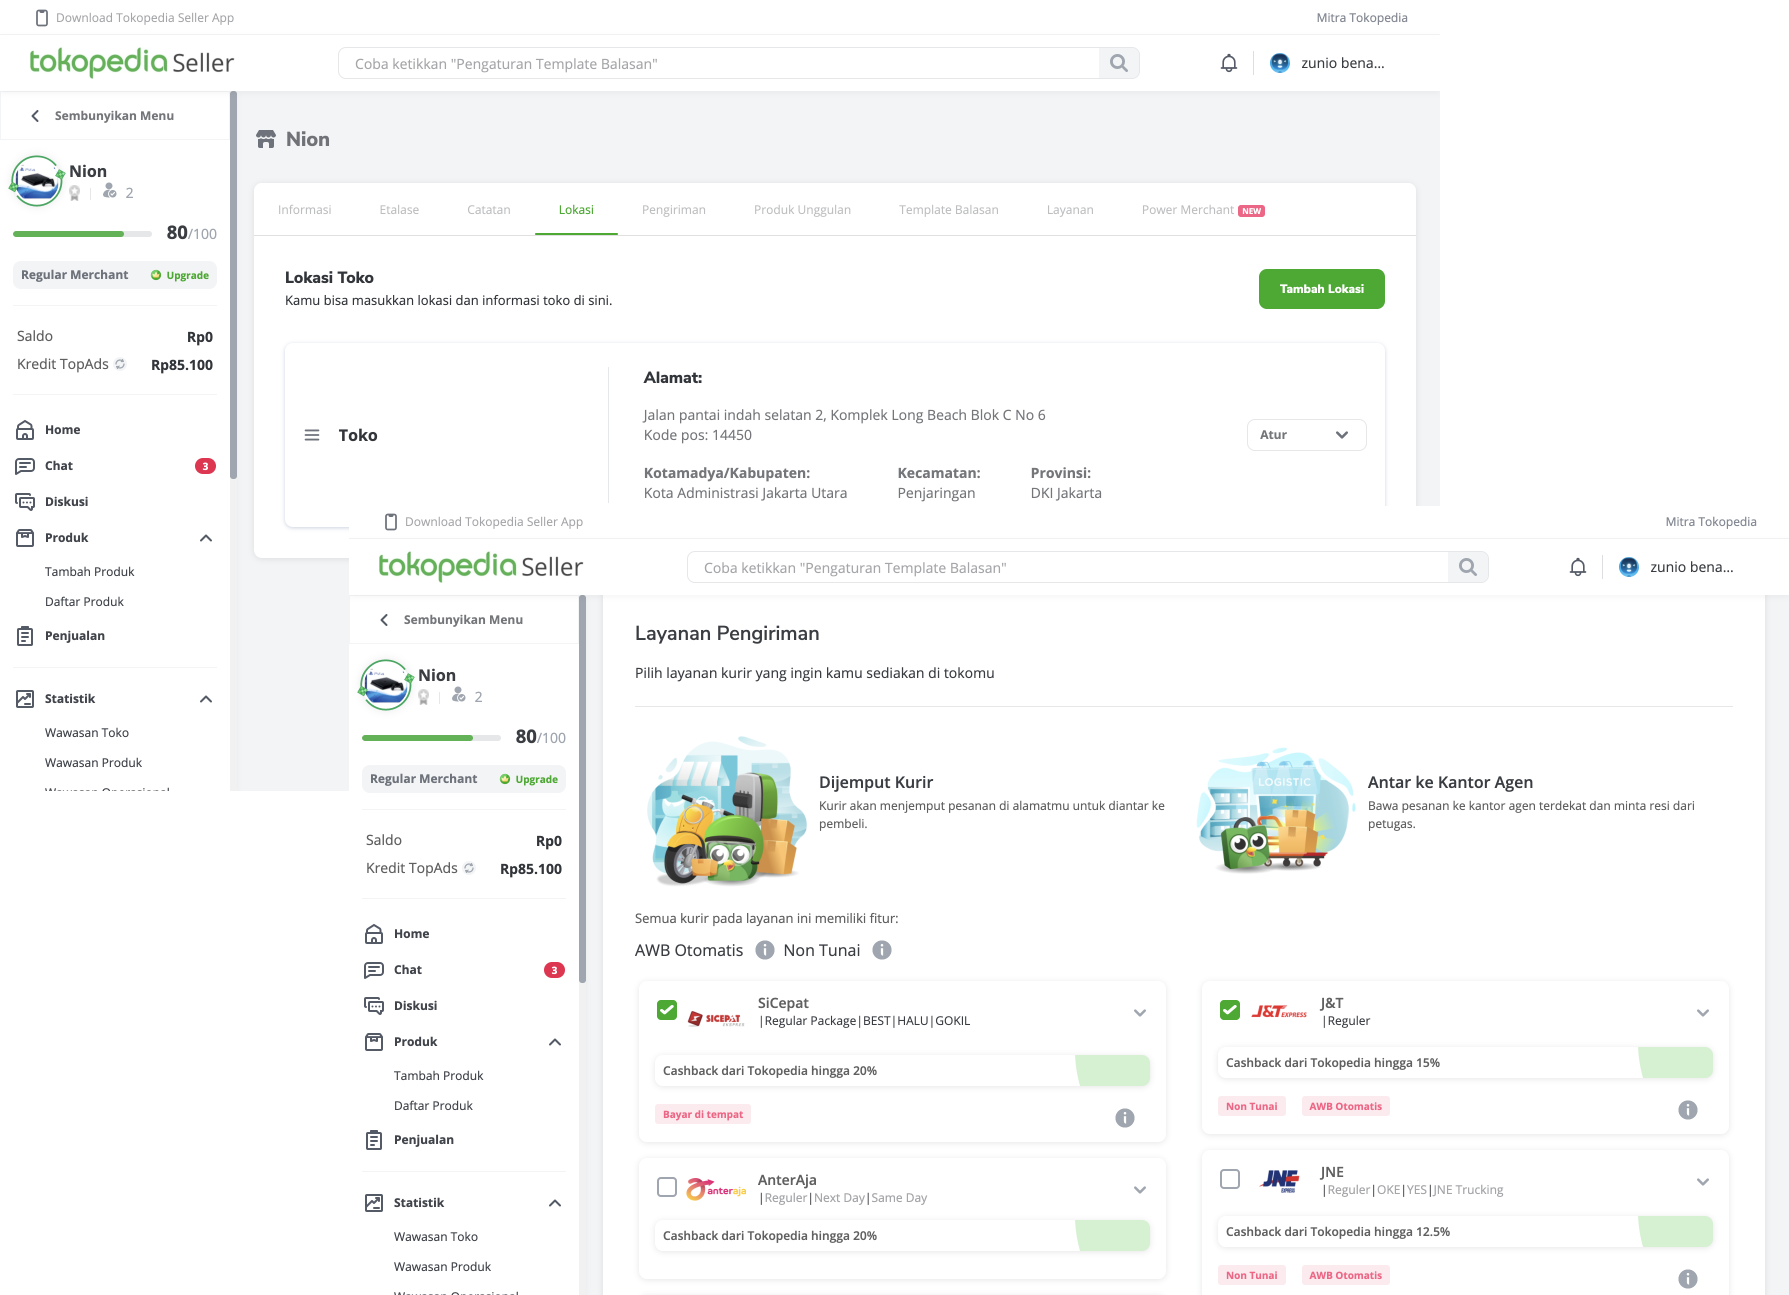 Download Tokopedia Seller App
Mitra Tokopedia
tokopedia Seller
Coba ketikkan "Pengaturan Template Balasan"
zunio bena...
Sembunyikan Menu
Nion
2
80/100
Regular Merchant
Upgrade
Saldo
Rp0
Kredit TopAds
Rp85.100
Home
Chat
3
Diskusi
Produk
Tambah Produk
Daftar Produk
Penjualan
Statistik
Wawasan Toko
Wawasan Produk
Wawasan Operasional
Nion
Informasi
Etalase
Catatan
Lokasi
Pengiriman
Produk Unggulan
Template Balasan
Layanan
Power Merchant NEW
Lokasi Toko
Kamu bisa masukkan lokasi dan informasi toko di sini.
Tambah Lokasi
Toko
Alamat:
Jalan pantai indah selatan 2, Komplek Long Beach Blok C No 6
Kode pos: 14450
Kotamadya/Kabupaten:
Kota Administrasi Jakarta Utara
Kecamatan:
Penjaringan
Provinsi:
DKI Jakarta
Atur
Download Tokopedia Seller App
Mitra Tokopedia
tokopedia Seller
Coba ketikkan "Pengaturan Template Balasan"
zunio bena...
Sembunyikan Menu
Nion
2
80/100
Regular Merchant
Upgrade
Saldo
Rp0
Kredit TopAds
Rp85.100
Home
Chat
3
Diskusi
Produk
Tambah Produk
Daftar Produk
Penjualan
Statistik
Wawasan Toko
Wawasan Produk
Wawasan Operasional
Layanan Pengiriman
Pilih layanan kurir yang ingin kamu sediakan di tokomu
Dijemput Kurir
Kurir akan menjemput pesanan di alamatmu untuk diantar ke
pembeli.
LOGISTIC
Antar ke Kantor Agen
Bawa pesanan ke kantor agen terdekat dan minta resi dari
petugas.
Semua kurir pada layanan ini memiliki fitur:
AWB Otomatis
Non Tunai
SICEPAT
EKSPRES
SiCepat
|Regular Package|BEST|HALU|GOKIL
Cashback dari Tokopedia hingga 20%
Bayar di tempat
J&T EXPRESS
J&T
|Reguler
Cashback dari Tokopedia hingga 15%
Non Tunai
AWB Otomatis
anteraja
AnterAja
|Reguler|Next Day|Same Day
Cashback dari Tokopedia hingga 20%
JNE
EXPRESS
JNE
|Reguler|OKE|YES|JNE Trucking
Cashback dari Tokopedia hingga 12.5%
Non Tunai
AWB Otomatis